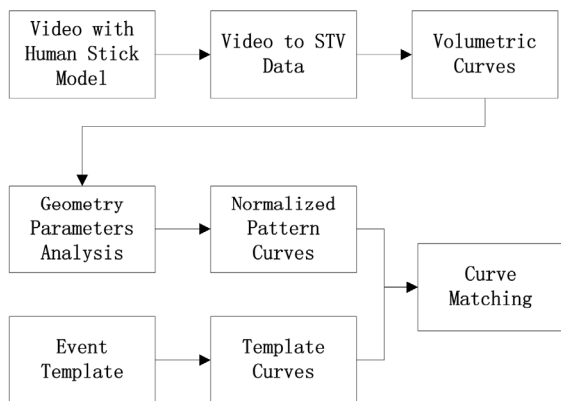 Video with
Human Stick
Model
Video to STV
Data
Volumetric
Curves
Geometry
Parameters
Analysis
Normalized
Pattern
Curves
Curve
Matching
Event
Template
Template
Curves